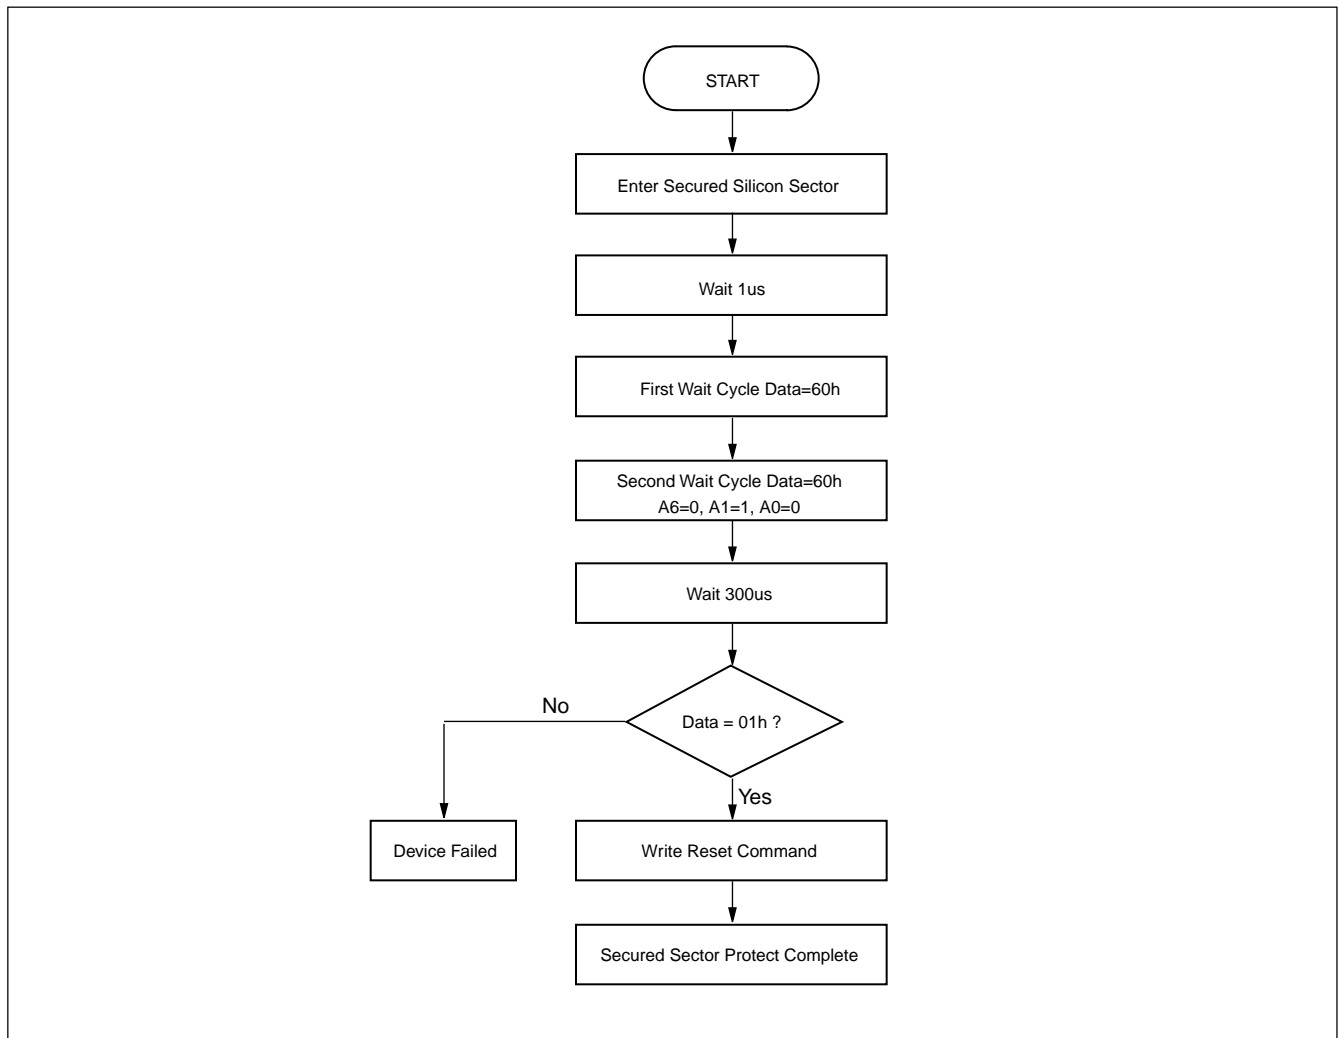 START
Enter Secured Silicon Sector
Wait 1us
First Wait Cycle Data=60h
Second Wait Cycle Data=60h
A6=0, A1=1, A0=0
Wait 300us
No
Data = 01h ?
Yes
Device Failed
Write Reset Command
Secured Sector Protect Complete